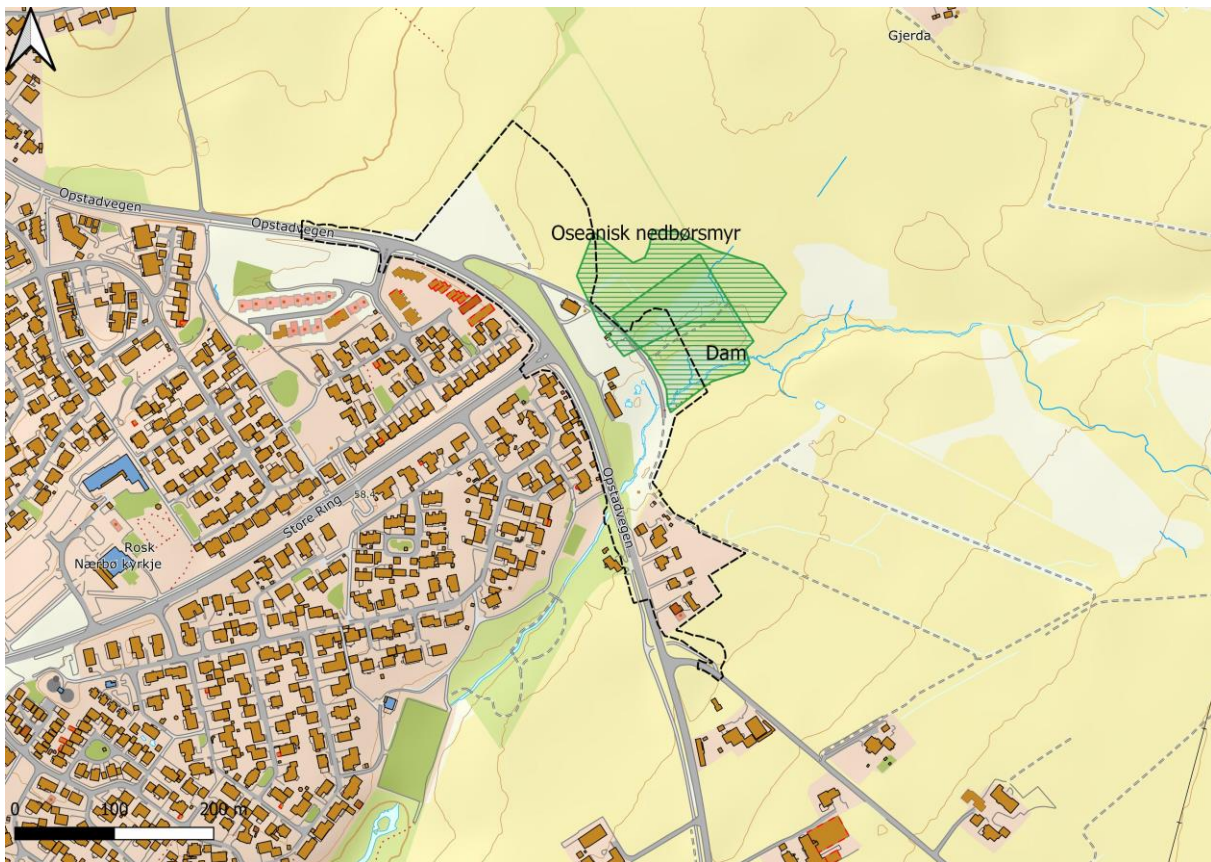 Gjerda
Opstadvegen
Opstadvegen
Oseanisk nedbørsmyr
Dam
Opstadvegen
58.4
Store Ring
Rosk
Nærbø kyrkje
0 100 200 m